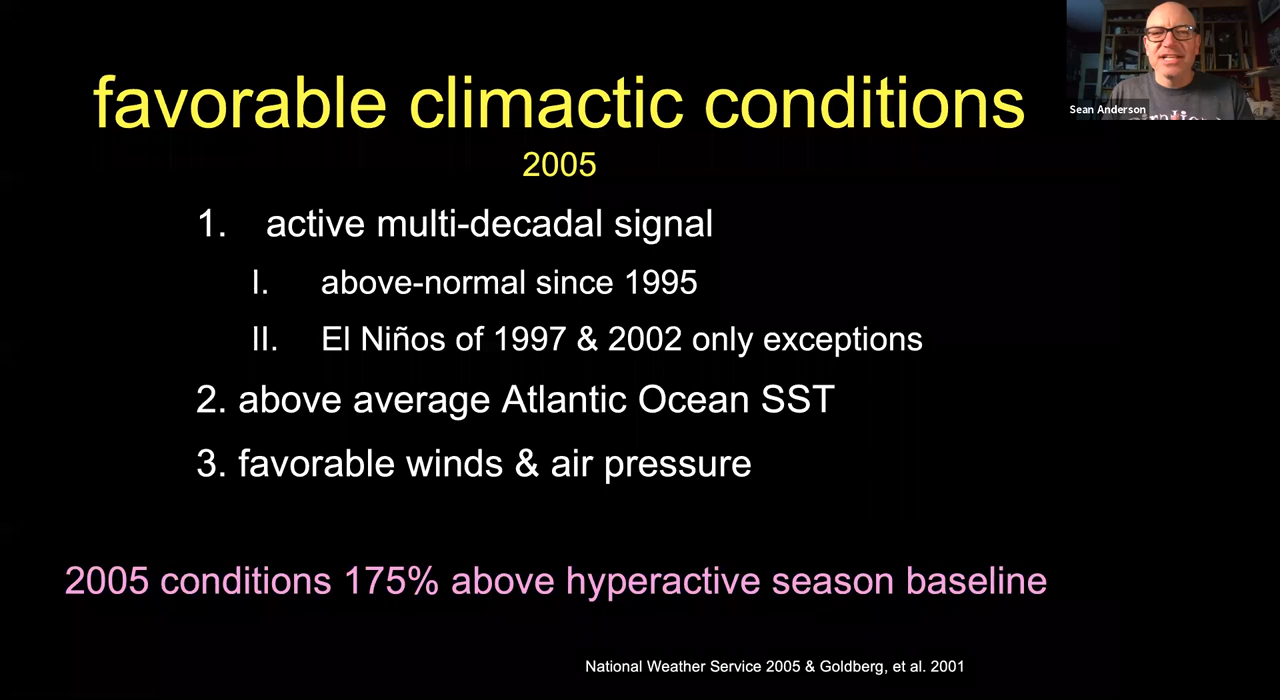 favorable climactic conditions
2005
1. active multi-decadal signal
I. above-normal since 1995
II. El Niños of 1997 & 2002 only exceptions
2. above average Atlantic Ocean SST
3. favorable winds & air pressure
2005 conditions 175% above hyperactive season baseline
National Weather Service 2005 & Goldberg, et al. 2001
Sean Anderson